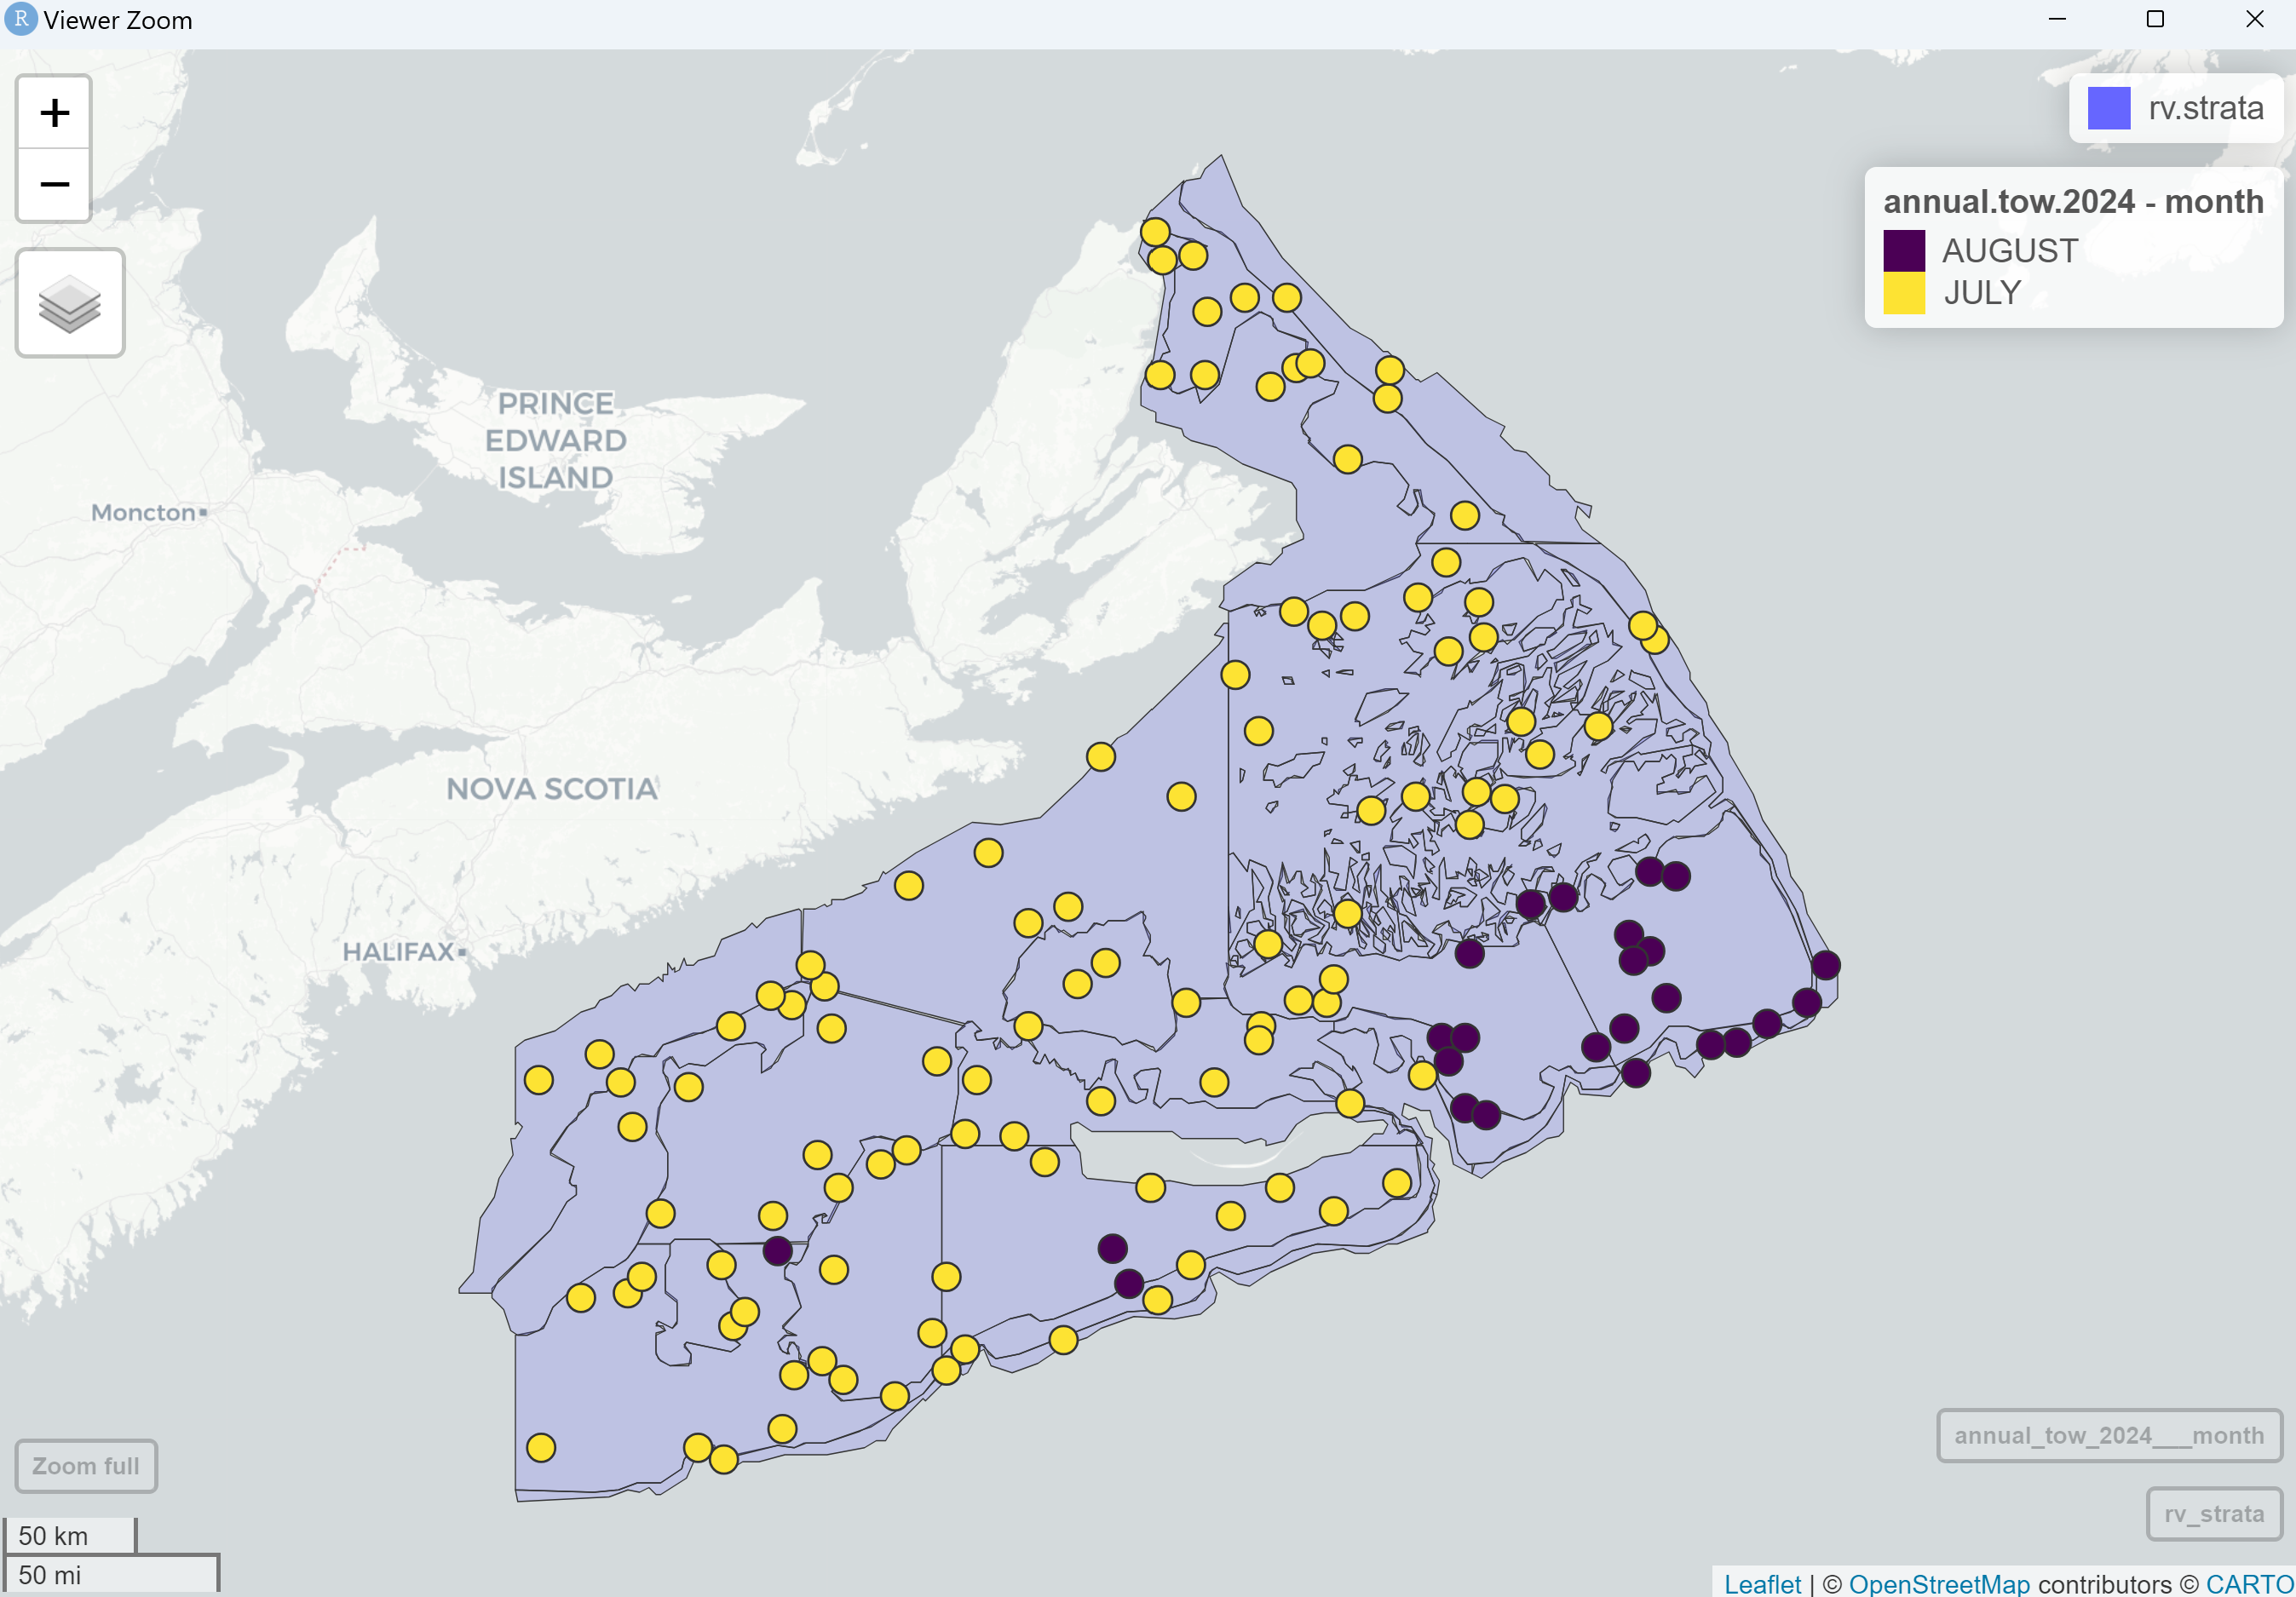 R Viewer Zoom
+
−
rv.strata
annual.tow.2024 - month
AUGUST
JULY
PRINCE
EDWARD
ISLAND
Moncton
NOVA SCOTIA
HALIFAX
Zoom full
annual_tow_2024___month
rv_strata
50 km
50 mi
Leaflet | © OpenStreetMap contributors © CARTO